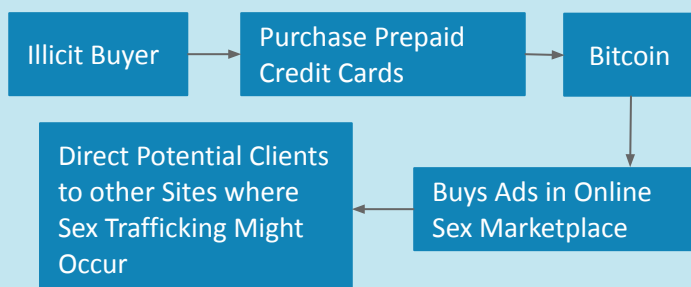 Illicit Buyer
Purchase Prepaid
Credit Cards
Bitcoin
Buys Ads in Online
Sex Marketplace
Direct Potential Clients
to other Sites where
Sex Trafficking Might
Occur